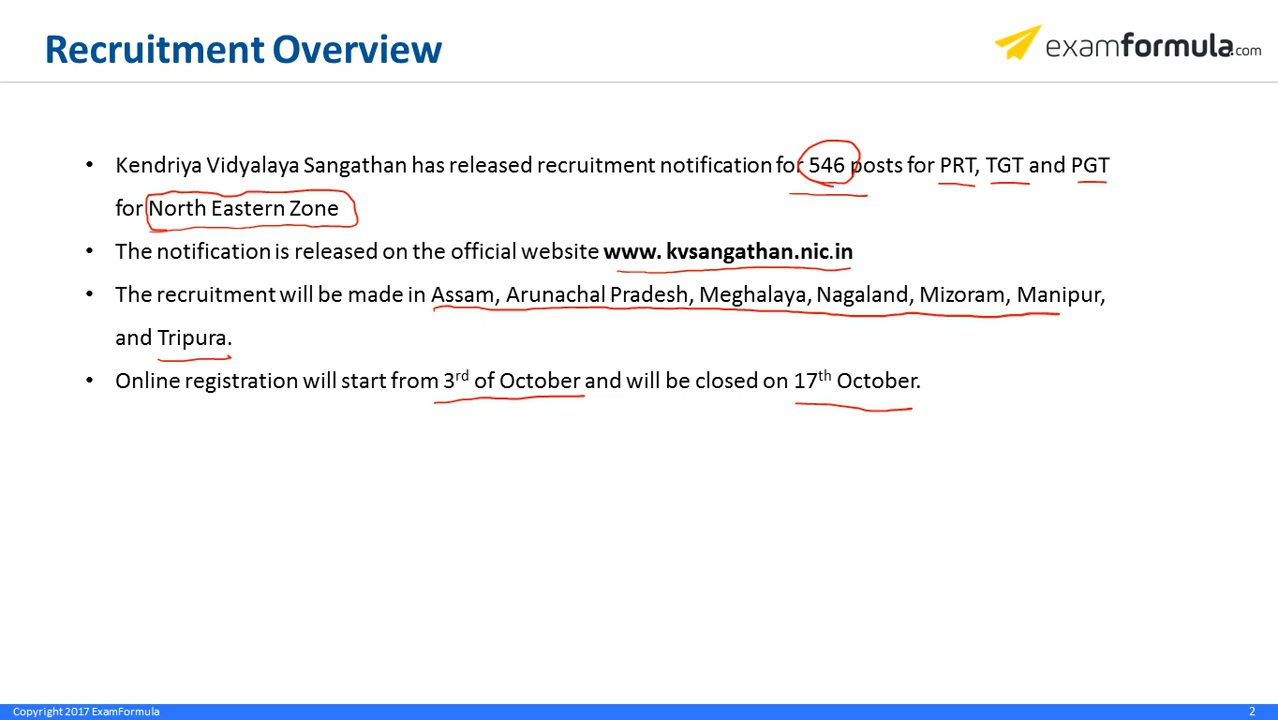 Recruitment Overview
examformula.com
• Kendriya Vidyalaya Sangathan has released recruitment notification for 546 posts for PRT, TGT and PGT
for North Eastern Zone
• The notification is released on the official website www. kvsangathan.nic.in
• The recruitment will be made in Assam, Arunachal Pradesh, Meghalaya, Nagaland, Mizoram, Manipur,
and Tripura.
• Online registration will start from 3rd of October and will be closed on 17th October.
Copyright 2017 ExamFormula
2